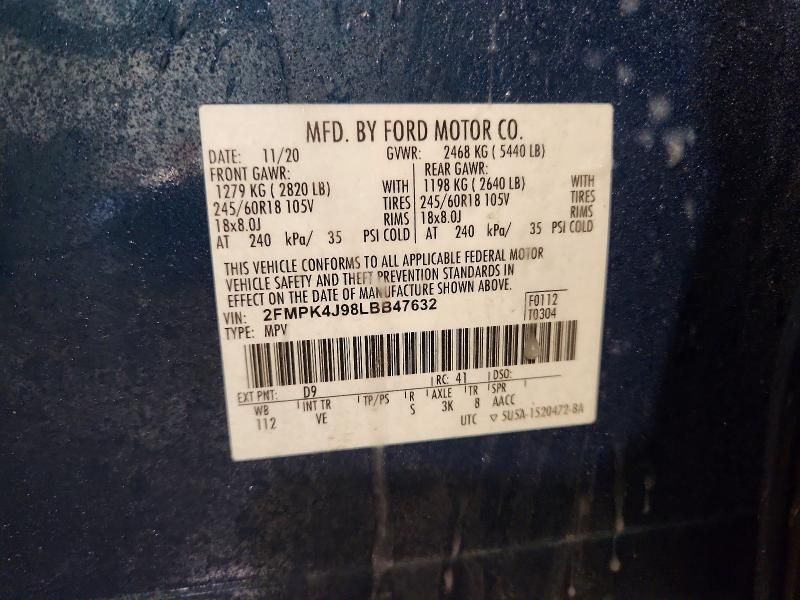 MFD. BY FORD MOTOR CO.
DATE: 11/20 GVWR: 2468 KG ( 5440 LB)
FRONT GAWR: REAR GAWR:
1279 KG ( 2820 LB) WITH 1198 KG ( 2640 LB) WITH
245/60R18 105V TIRES 245/60R18 105V TIRES
18x8.0J RIMS 18x8.0J RIMS
AT 240 kPa/ 35 PSI COLD AT 240 kPa/ 35 PSI COLD
THIS VEHICLE CONFORMS TO ALL APPLICABLE FEDERAL MOTOR
VEHICLE SAFETY AND THEFT PREVENTION STANDARDS IN
EFFECT ON THE DATE OF MANUFACTURE SHOWN ABOVE.
VIN: 2FMPK4J98LBB47632 F0112
TYPE: MPV T0304
EXT PNT: D9 RC: 41 DSO:
WB INT TR TP/PS R AXLE TR SPR
112 VE S 3K 8 AACC
UTC ▽ 5USA-1520472-BA